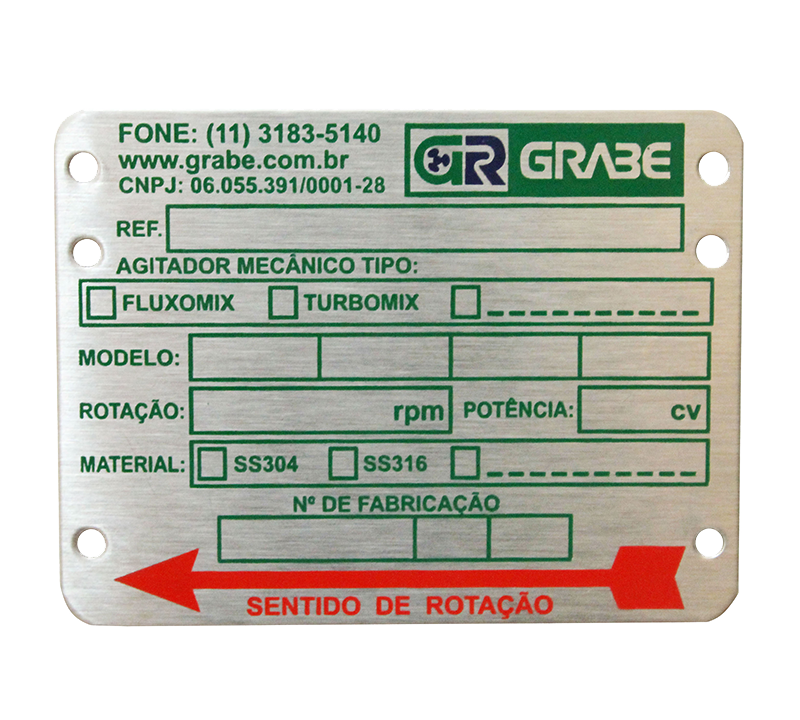 FONE: (11) 3183-5140
www.grabe.com.br
CNPJ: 06.055.391/0001-28
GR GRABE
REF.
AGITADOR MECÂNICO TIPO:
FLUXOMIX TURBOMIX
MODELO:
ROTAÇÃO: rpm POTÊNCIA: cv
MATERIAL: SS304 SS316
Nº DE FABRICAÇÃO
SENTIDO DE ROTAÇÃO